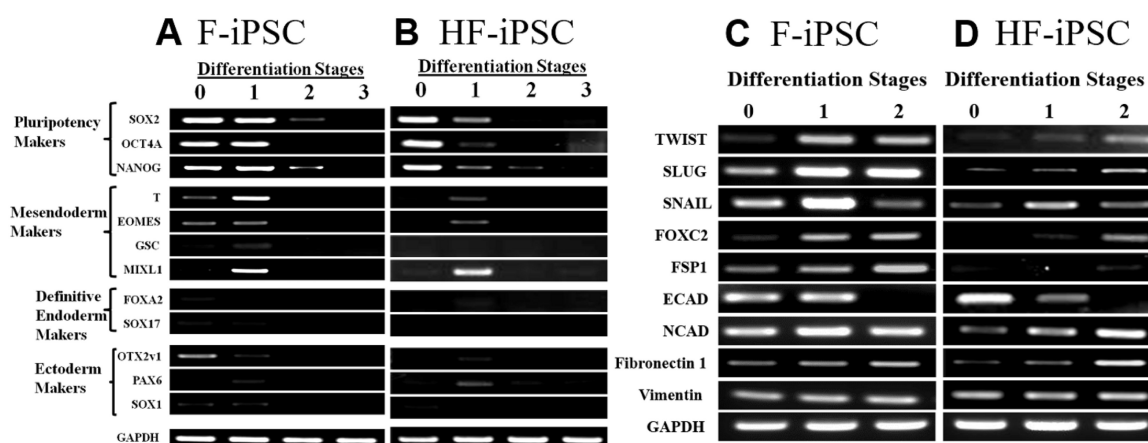 A F-iPSC
Differentiation Stages
0 1 2 3
B HF-iPSC
Differentiation Stages
0 1 2 3
Pluripotency
Makers
SOX2
OCT4A
NANOG
Mesendoderm
Makers
T
EOMES
GSC
MIXL1
Definitive
Endoderm
Makers
FOXA2
SOX17
Ectoderm
Makers
OTX2v1
PAX6
SOX1
GAPDH
C F-iPSC
Differentiation Stages
0 1 2
D HF-iPSC
Differentiation Stages
0 1 2
TWIST
SLUG
SNAIL
FOXC2
FSP1
ECAD
NCAD
Fibronectin 1
Vimentin
GAPDH